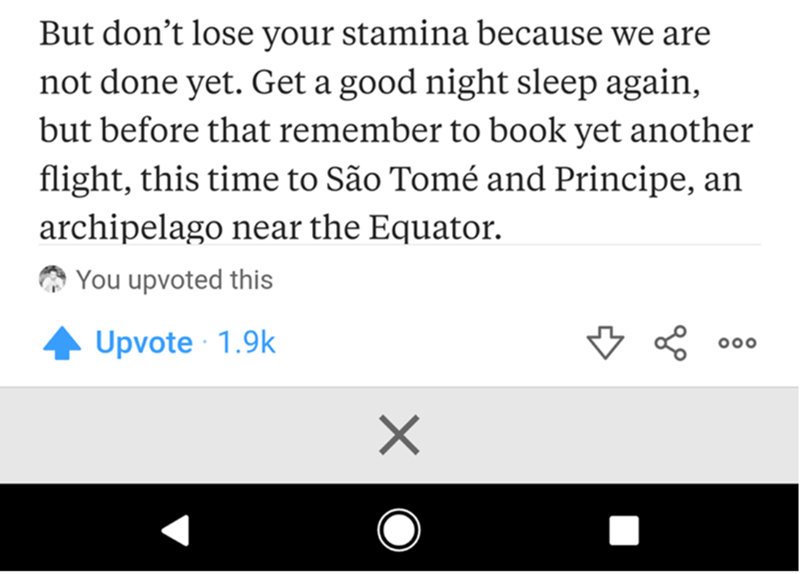 But don’t lose your stamina because we are
not done yet. Get a good night sleep again,
but before that remember to book yet another
flight, this time to São Tomé and Principe, an
archipelago near the Equator.
You upvoted this
Upvote · 1.9k